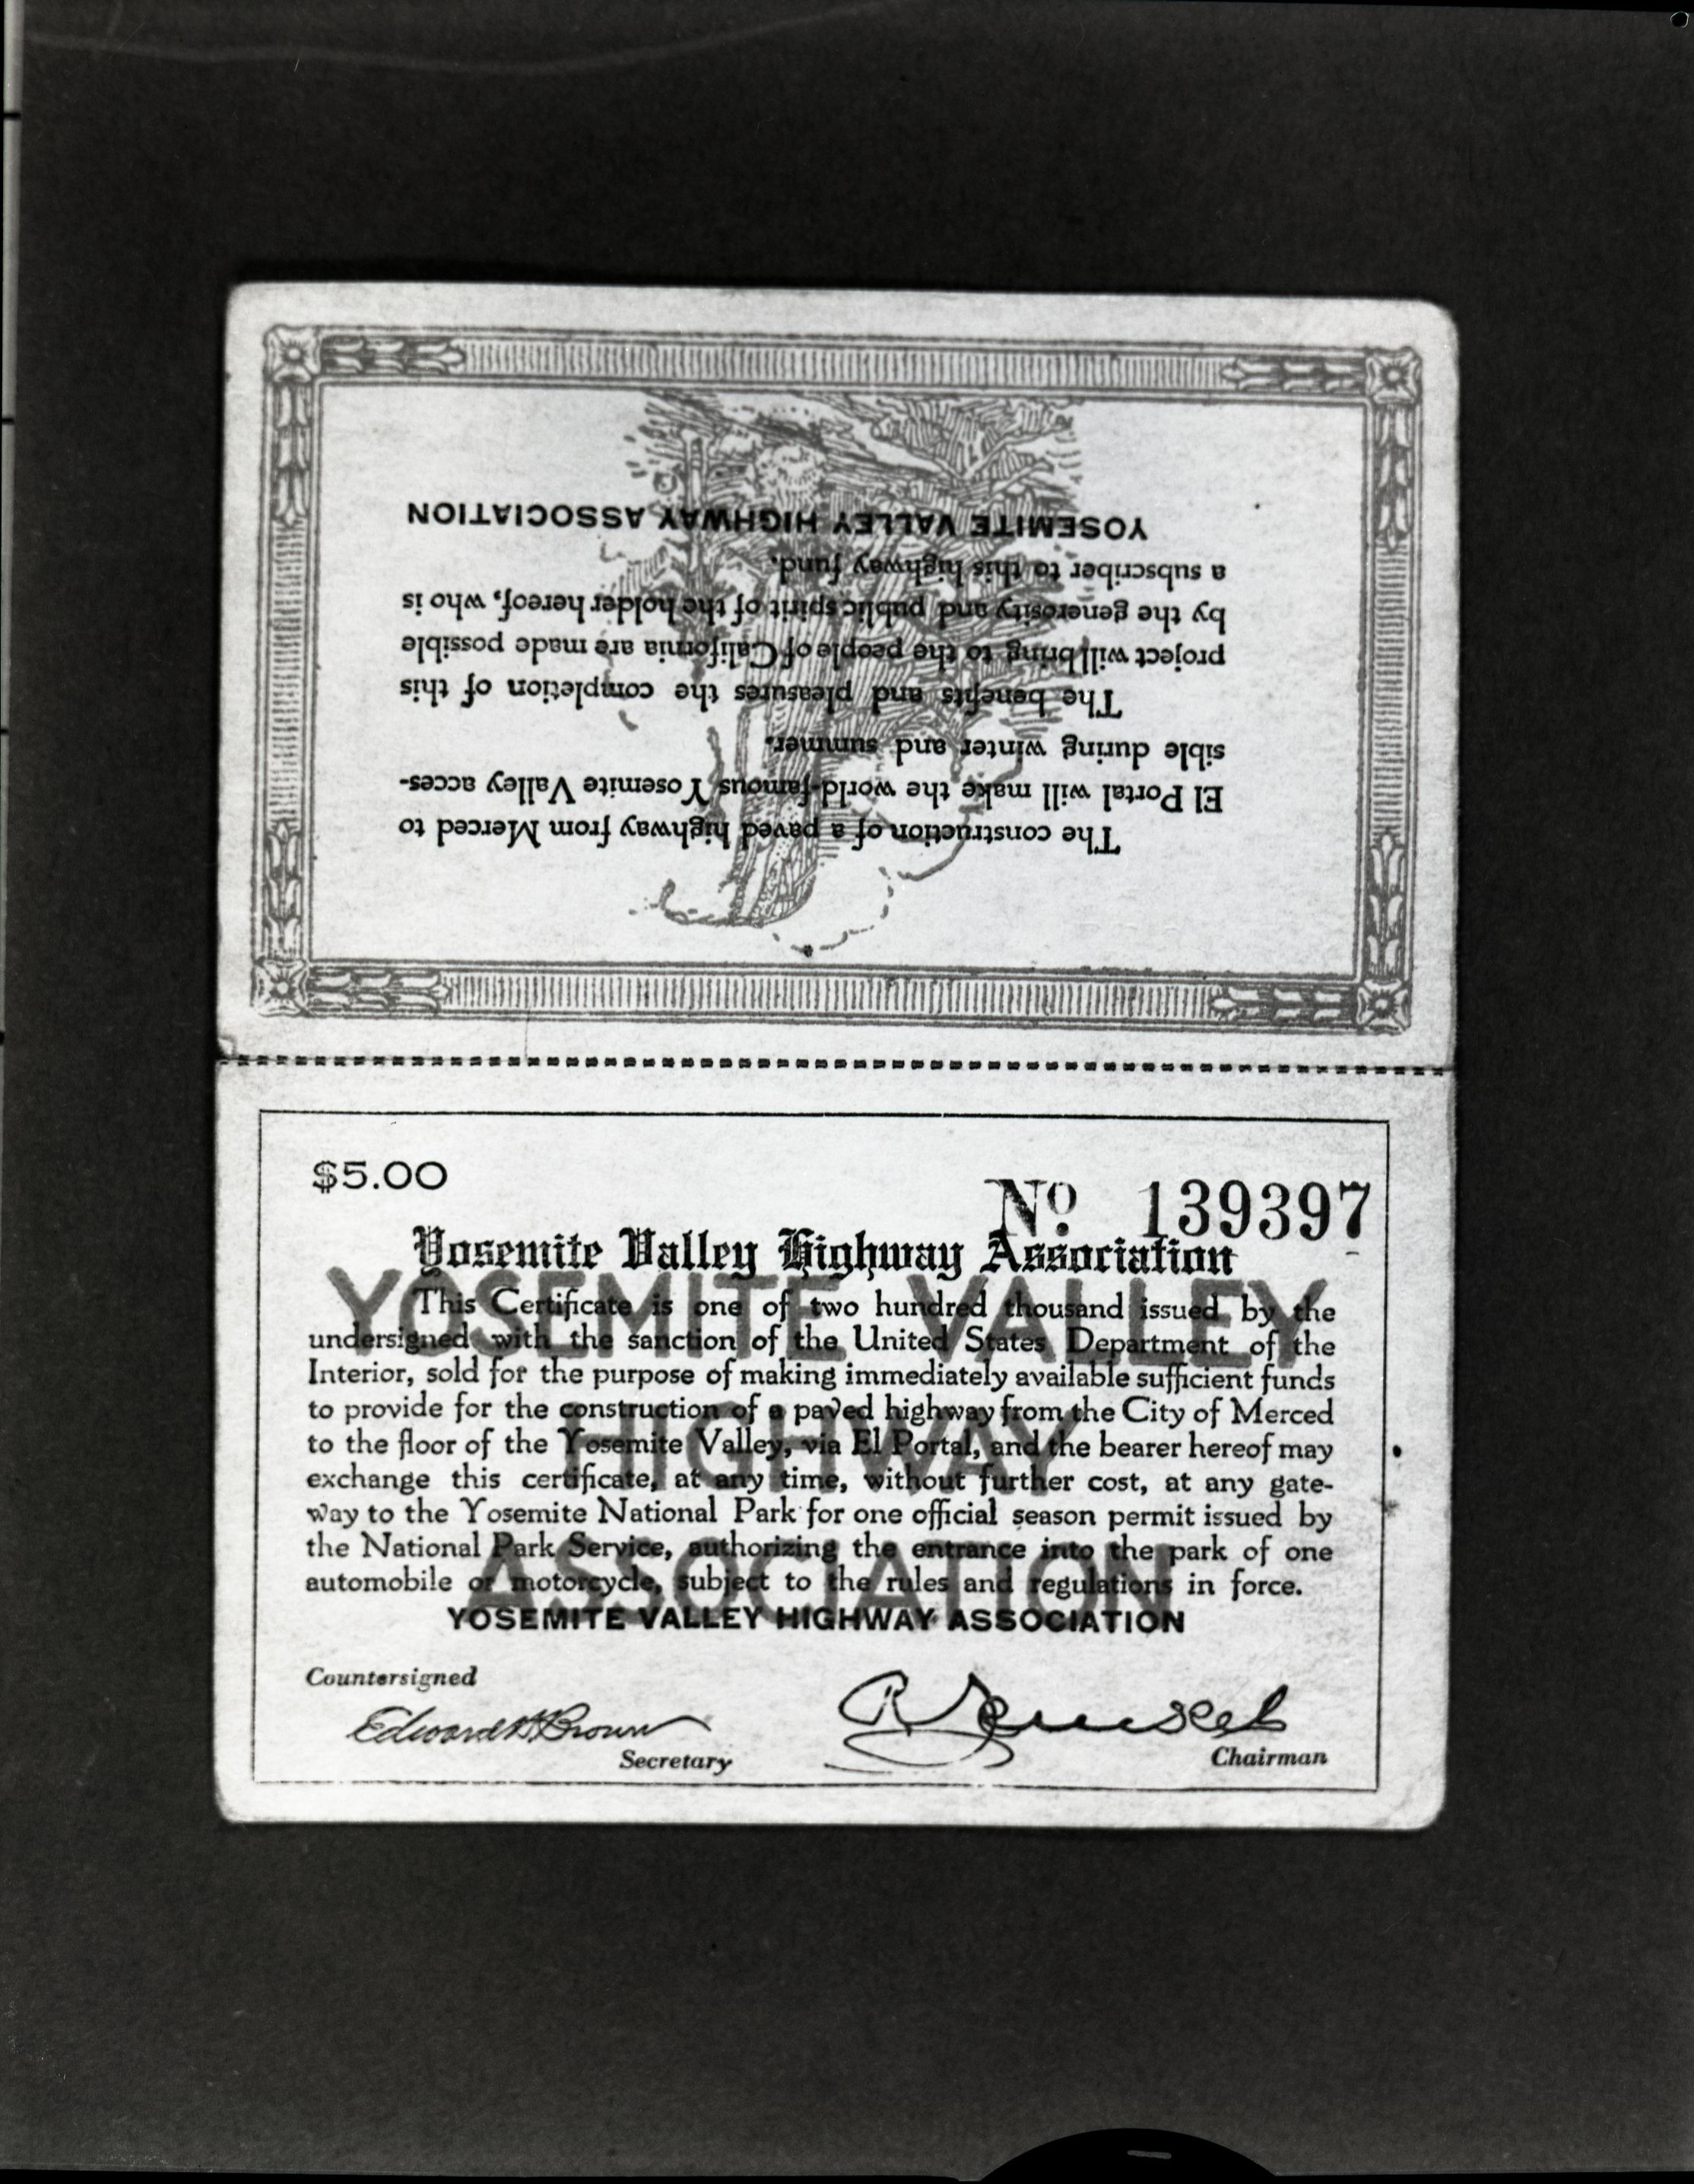 The construction of a paved highway from Merced to
El Portal will make the world-famous Yosemite Valley acces-
sible during winter and summer.
The benefits and pleasures the completion of this
project will bring to the people of California are made possible
by the generosity and public spirit of the holder hereof, who is
a subscriber to this highway fund.
YOSEMITE VALLEY HIGHWAY ASSOCIATION
$5.00
No. 139397
Yosemite Valley Highway Association
YOSEMITE VALLEY
HIGHWAY
ASSOCIATION
This Certificate is one of two hundred thousand issued by the
undersigned with the sanction of the United States Department of the
Interior, sold for the purpose of making immediately available sufficient funds
to provide for the construction of a paved highway from the City of Merced
to the floor of the Yosemite Valley, via El Portal, and the bearer hereof may
exchange this certificate, at any time, without further cost, at any gate-
way to the Yosemite National Park for one official season permit issued by
the National Park Service, authorizing the entrance into the park of one
automobile or motorcycle, subject to the rules and regulations in force.
YOSEMITE VALLEY HIGHWAY ASSOCIATION
Countersigned
Edward H Brown
Secretary
Chairman